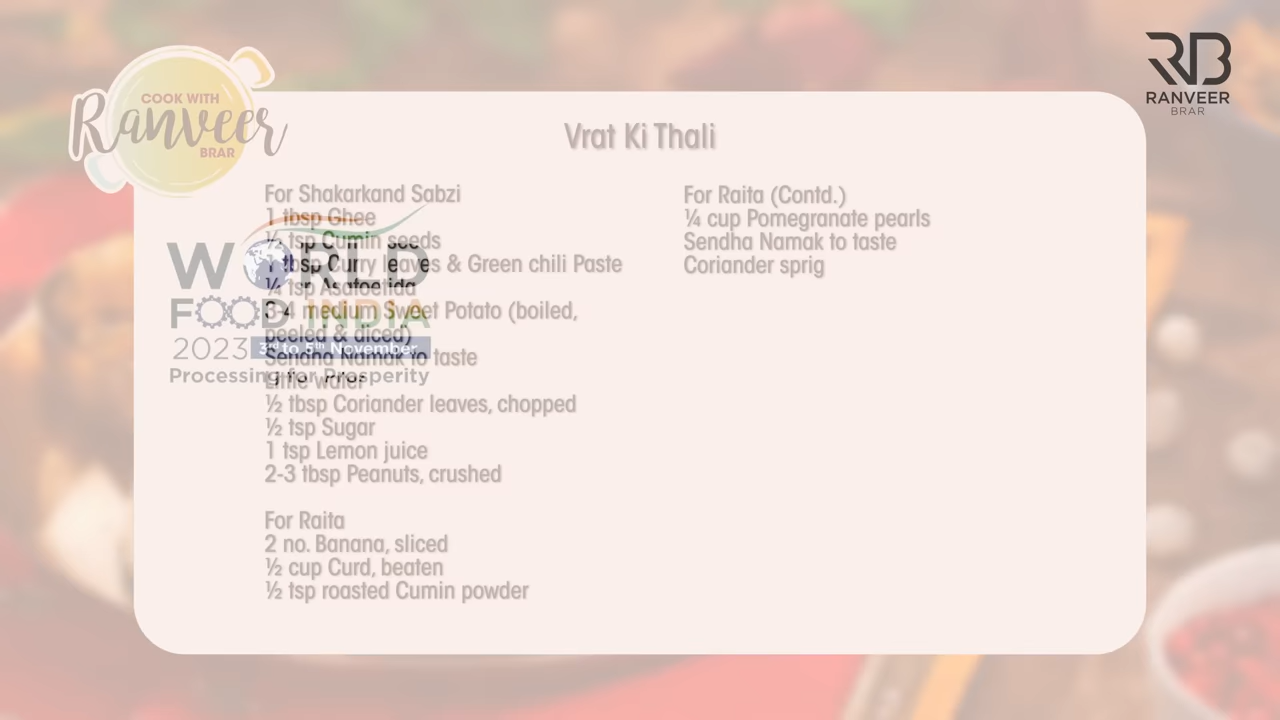 COOK WITH
Ranveer
BRAR
RB
RANVEER
BRAR
Vrat Ki Thali
For Shakarkand Sabzi
1 tbsp Ghee
½ tsp Cumin seeds
tbsp Curry leaves & Green chili Paste
¼ tsp Asafoetida
3-4 medium Sweet Potato (boiled,
peeled & diced)
Sendha Namak to taste
Little water
½ tbsp Coriander leaves, chopped
½ tsp Sugar
1 tsp Lemon juice
2-3 tbsp Peanuts, crushed
For Raita
2 no. Banana, sliced
½ cup Curd, beaten
½ tsp roasted Cumin powder
For Raita (Contd.)
¼ cup Pomegranate pearls
Sendha Namak to taste
Coriander sprig
WORLD
FOOD INDIA
2023 3rd to 5th November
Processing for Prosperity